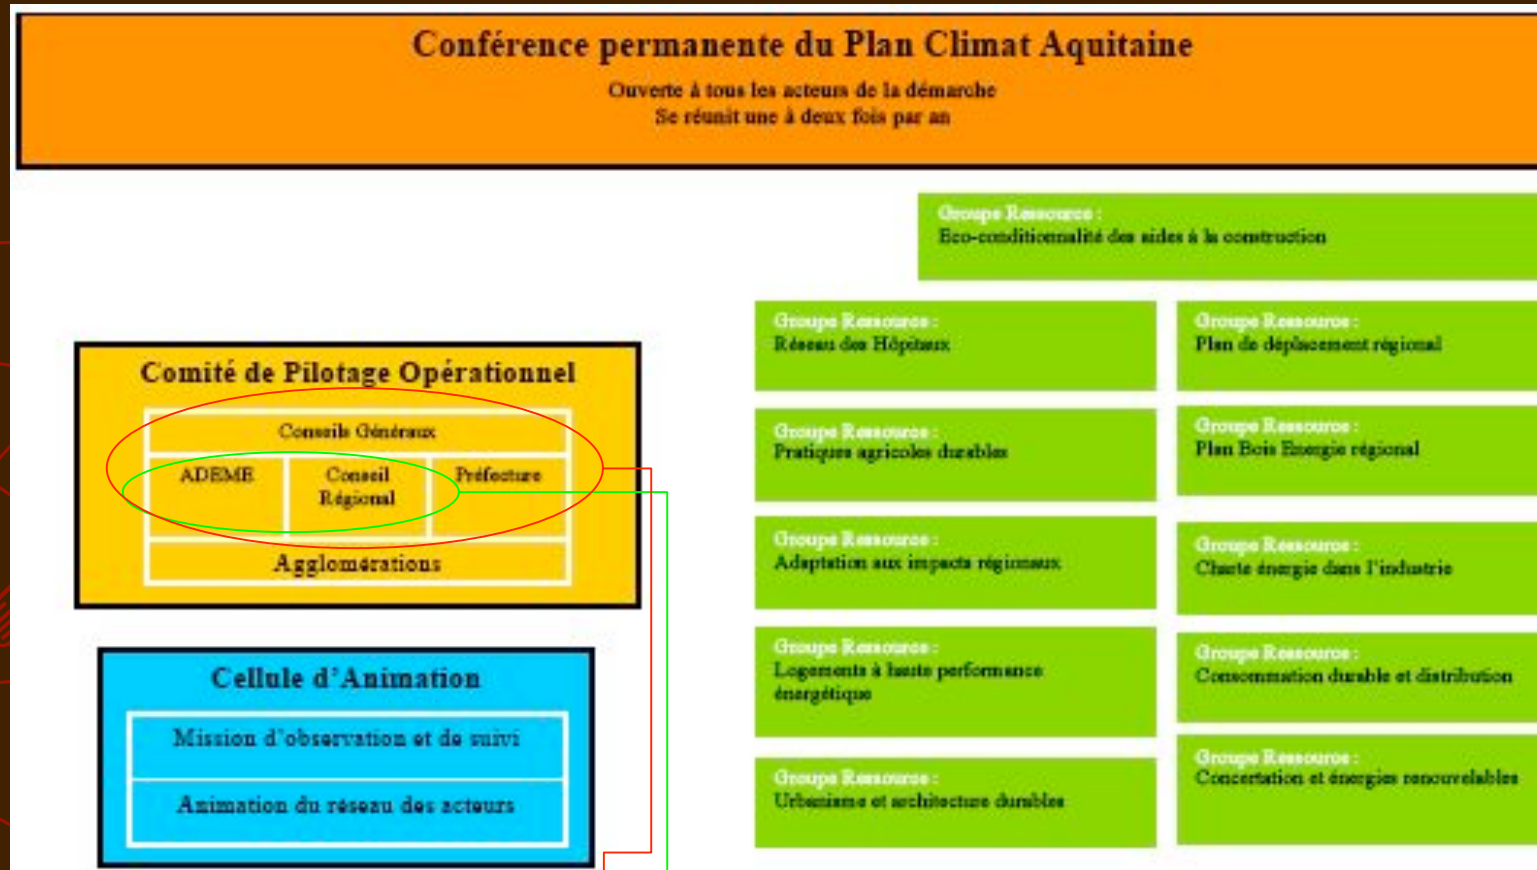 Conférence permanente du Plan Climat Aquitaine
Ouverte à tous les acteurs de la démarche
Se réunit une à deux fois par an
Groupe Ressource :
Eco-conditionnalité des aides à la construction
Comité de Pilotage Opérationnel
Conseils Généraux
ADEME
Conseil
Régional
Préfecture
Agglomérations
Cellule d'Animation
Mission d'observation et de suivi
Animation du réseau des acteurs
Groupe Ressource :
Réseau des Hôpitaux
Groupe Ressource :
Pratiques agricoles durables
Groupe Ressource :
Adaptation aux impacts régionaux
Groupe Ressource :
Logements à haute performance
énergétique
Groupe Ressource :
Urbanisme et architecture durables
Groupe Ressource :
Plan de déplacement régional
Groupe Ressource :
Plan Bois Energie régional
Groupe Ressource :
Charte énergie dans l'industrie
Groupe Ressource :
Consommation durable et distribution
Groupe Ressource :
Concertation et énergies renouvelables